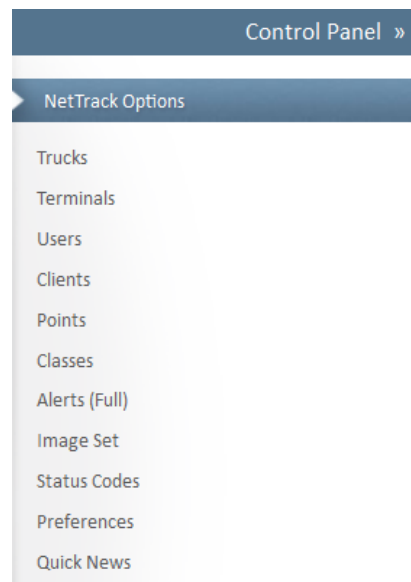 Control Panel »
NetTrack Options
Trucks
Terminals
Users
Clients
Points
Classes
Alerts (Full)
Image Set
Status Codes
Preferences
Quick News